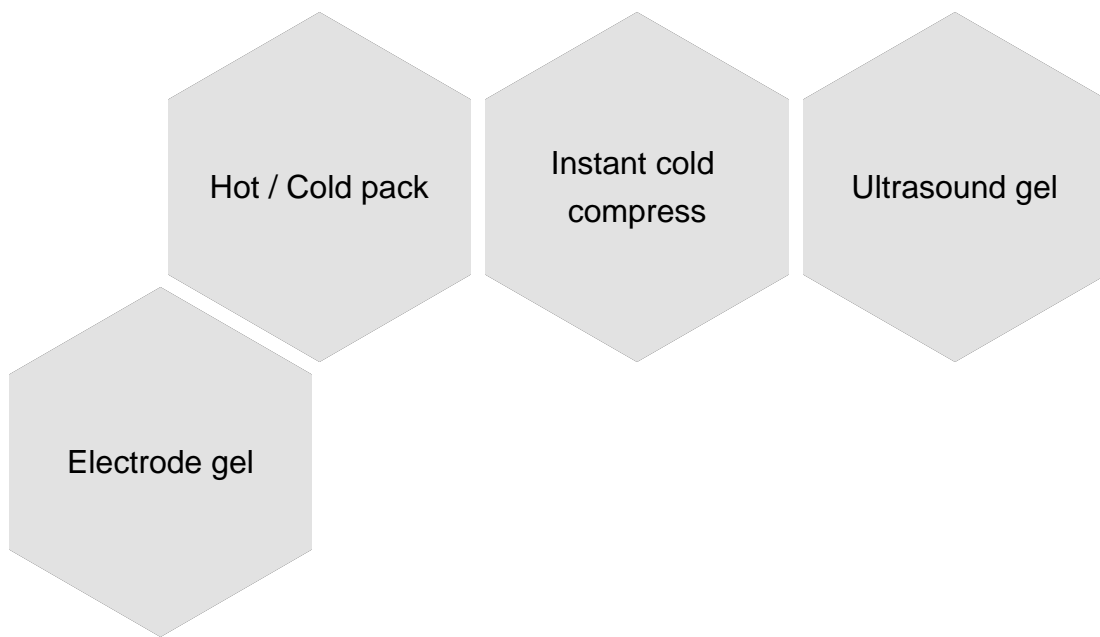 Hot / Cold pack
Instant cold
compress
Ultrasound gel
Electrode gel